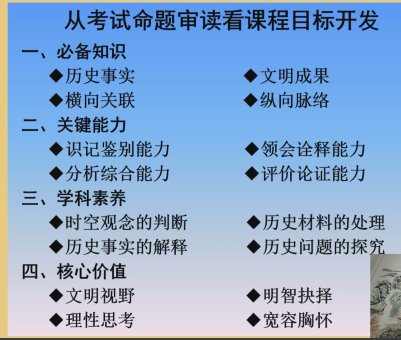 从考试命题审读看课程目标开发
一、必备知识
◆历史事实 ◆文明成果
◆横向关联 ◆纵向脉络
二、关键能力
◆识记鉴别能力 ◆领会诠释能力
◆分析综合能力 ◆评价论证能力
三、学科素养
◆时空观念的判断 ◆历史材料的处理
◆历史事实的解释 ◆历史问题的探究
四、核心价值
◆文明视野 ◆明智抉择
◆理性思考 ◆宽容胸怀